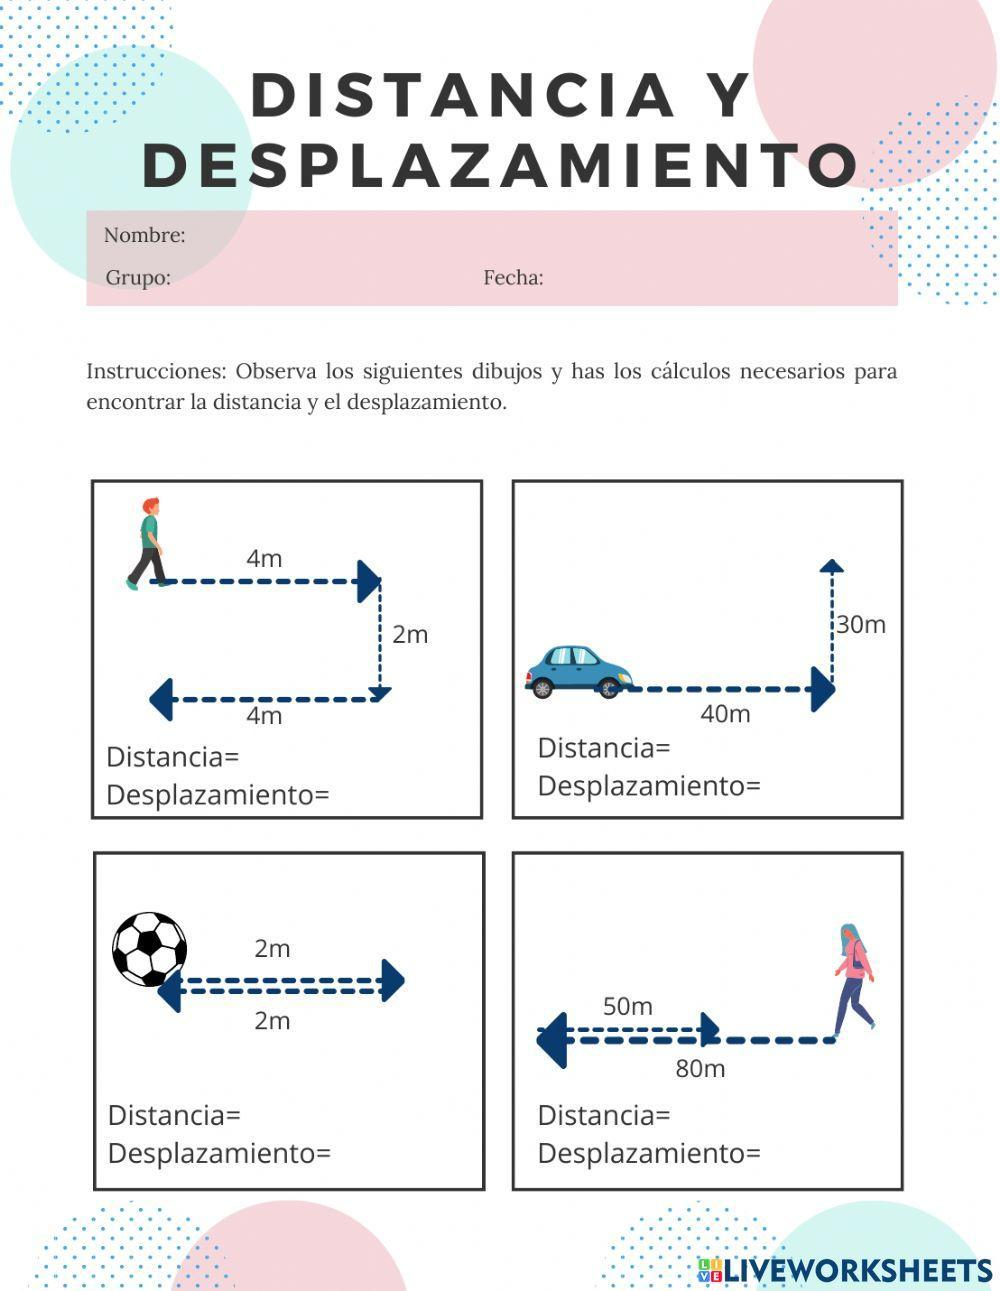 DISTANCIA Y
DESPLAZAMIENTO
Nombre:
Grupo: Fecha:
Instrucciones: Observa los siguientes dibujos y has los cálculos necesarios para
encontrar la distancia y el desplazamiento.
4m
2m
4m
Distancia=
Desplazamiento=
30m
40m
Distancia=
Desplazamiento=
2m
2m
Distancia=
Desplazamiento=
50m
80m
Distancia=
Desplazamiento=
LIVE LIVEWORKSHEETS